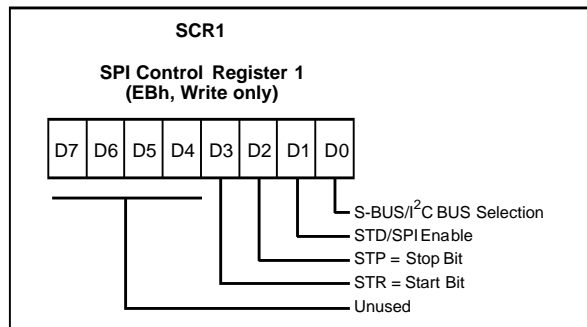 SCR1
SPI Control Register 1
(EBh, Write only)
D7 D6 D5 D4 D3 D2 D1 D0
S-BUS/I²C BUS Selection
STD/SPI Enable
STP = Stop Bit
STR = Start Bit
Unused